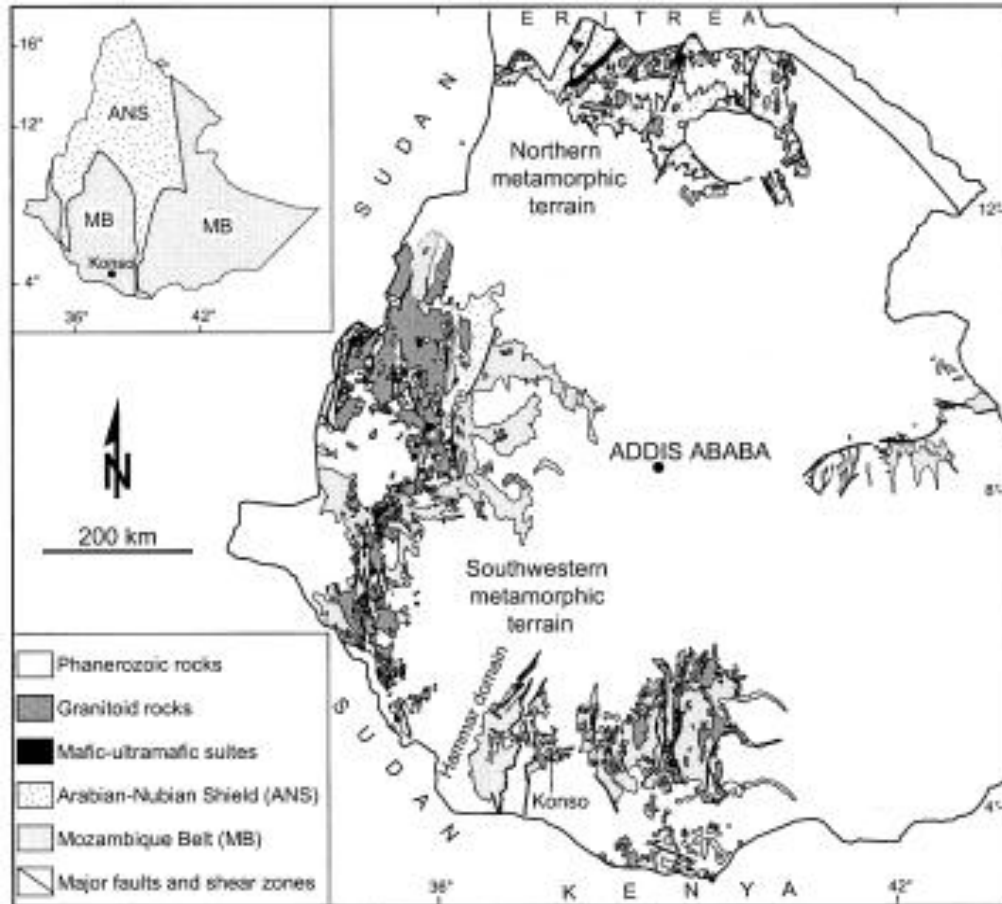 ERITREA
16°
12°
4°
36°
42°
ANS
MB
MB
Konso
SUDAN
Northern
metamorphic
terrain
12°
N
200 km
ADDIS ABABA
8°
Southwestern
metamorphic
terrain
Hammar domain
Konso
SUDAN
4°
36°
KENYA
42°
Phanerozoic rocks
Granitoid rocks
Mafic-ultramafic suites
Arabian-Nubian Shield (ANS)
Mozambique Belt (MB)
Major faults and shear zones